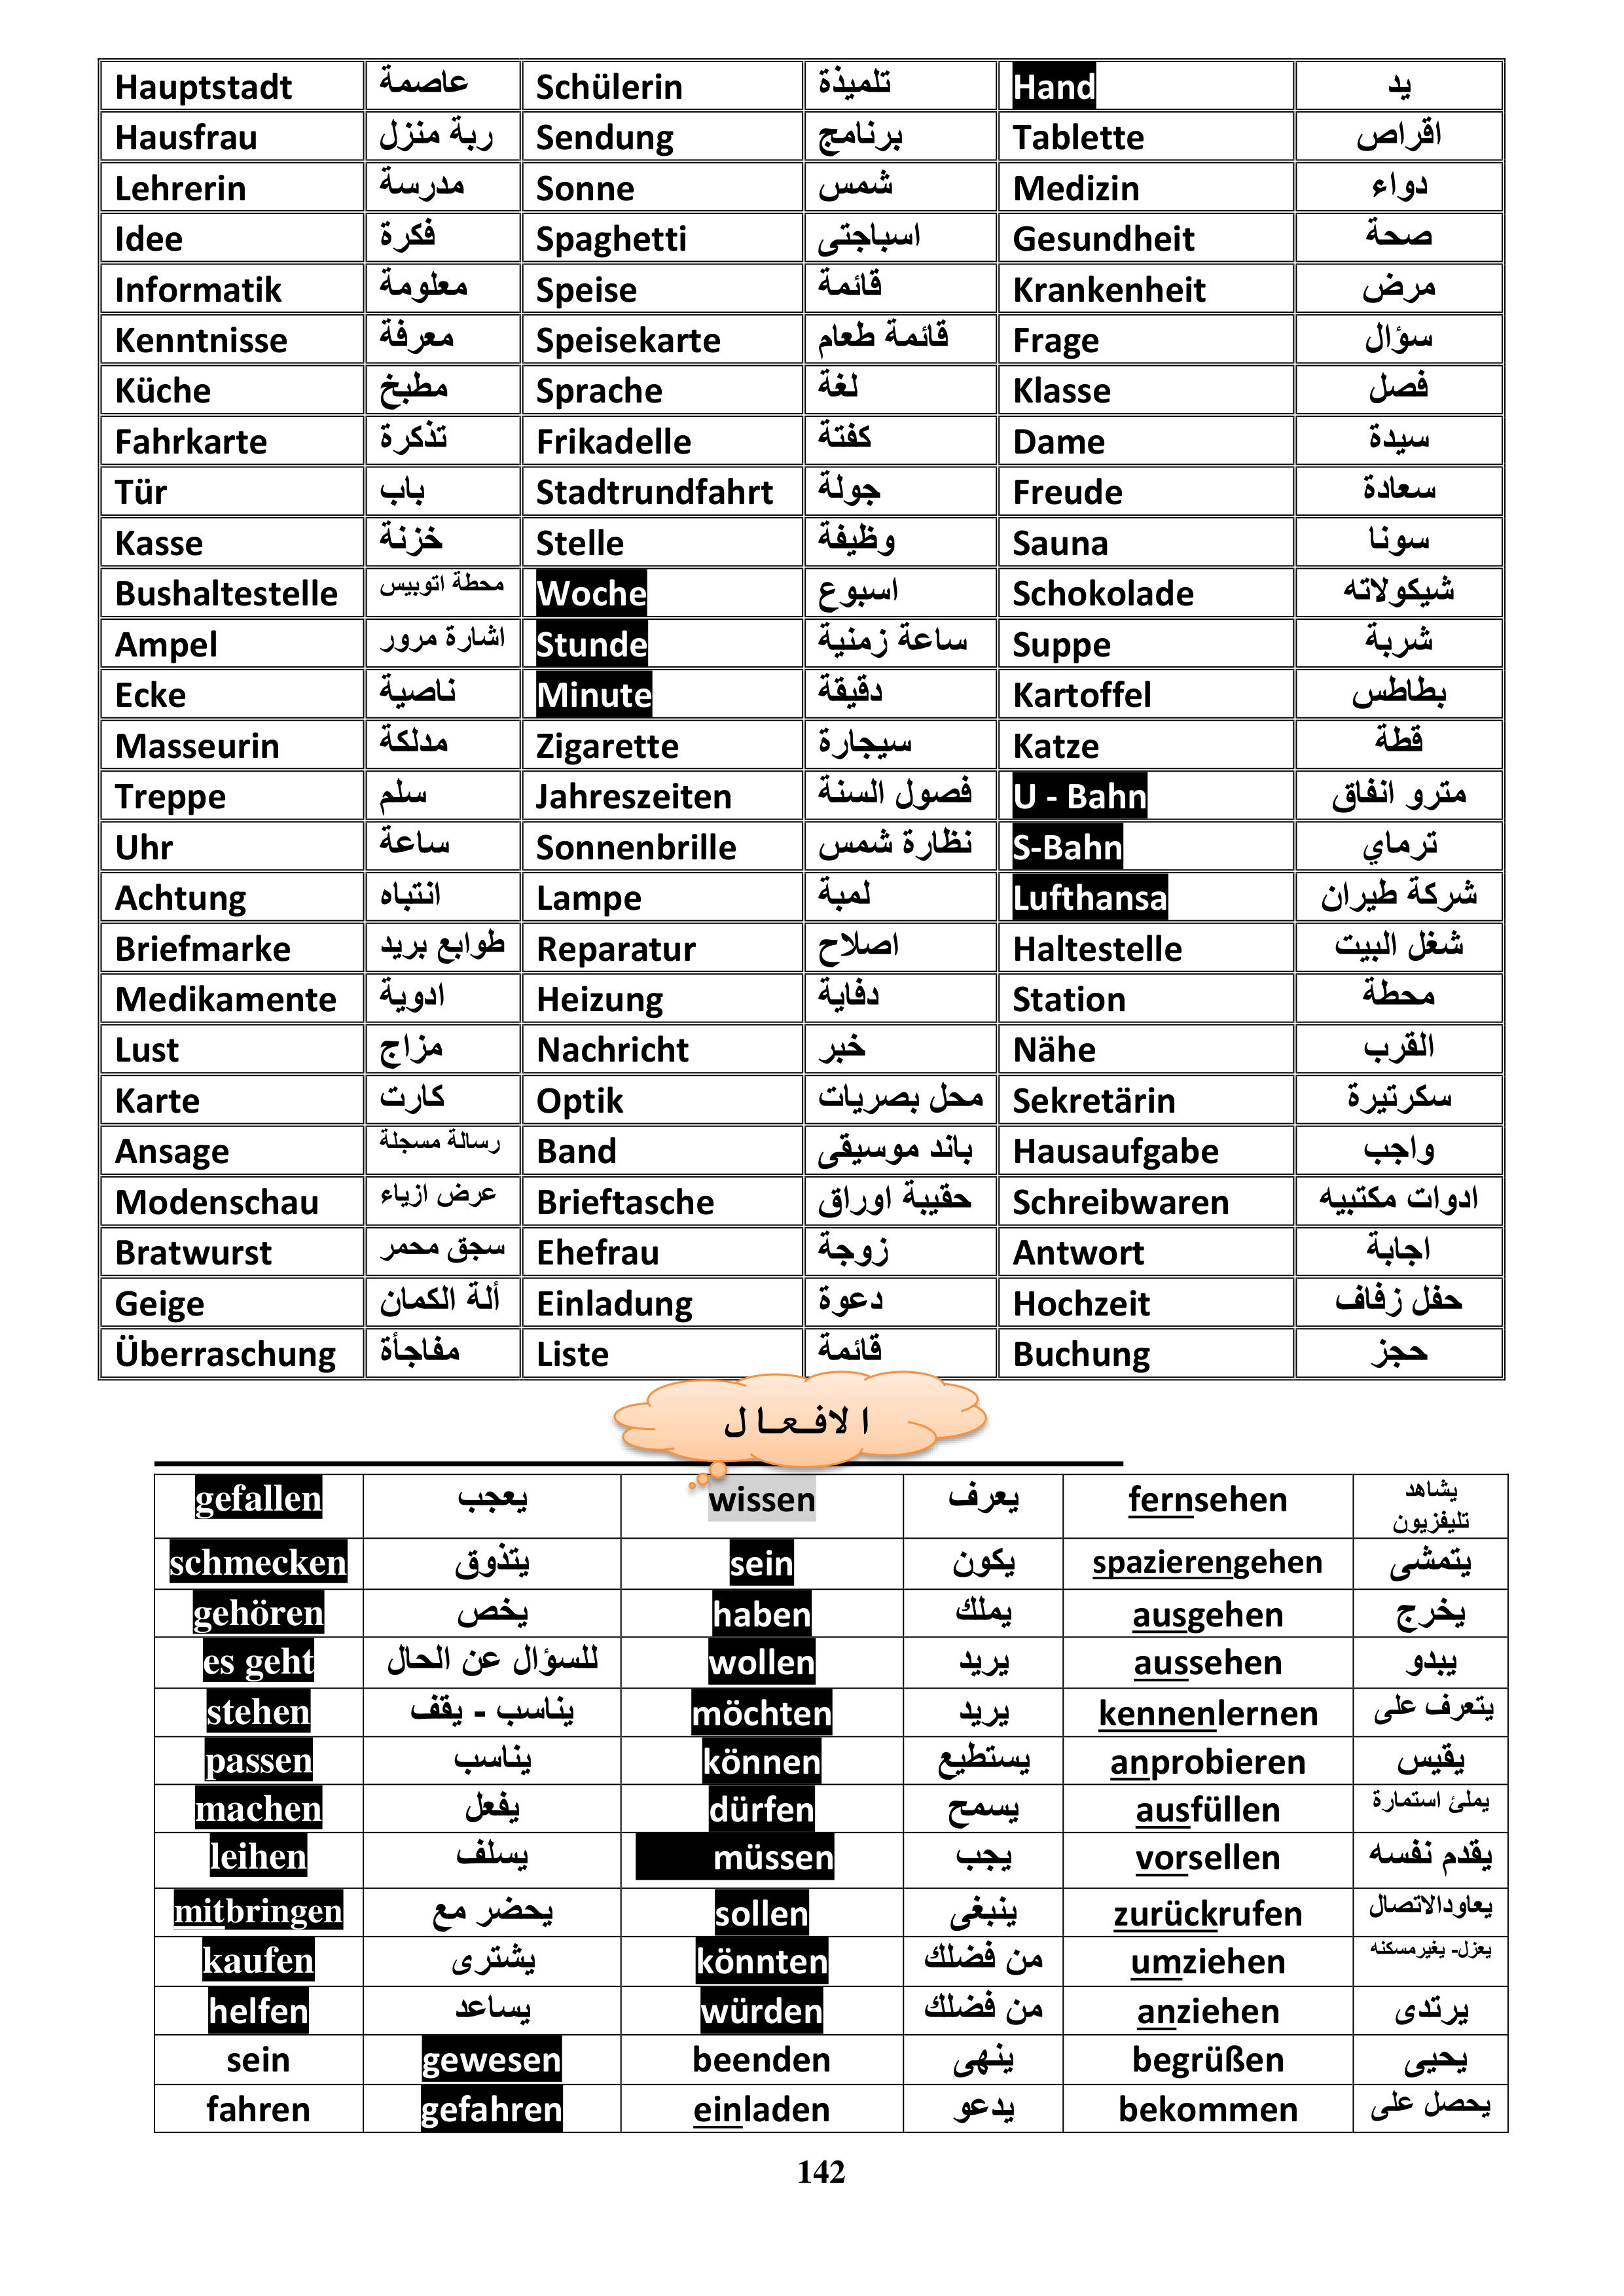 Hauptstadt عاصمة Schülerin تلميذة Hand يد
Hausfrau ربة منزل Sendung برنامج Tablette اقراص
Lehrerin مدرسة Sonne شمس Medizin دواء
Idee فكرة Spaghetti اسباجتى Gesundheit صحة
Informatik معلومة Speise قائمة Krankenheit مرض
Kenntnisse معرفة Speisekarte قائمة طعام Frage سؤال
Küche مطبخ Sprache لغة Klasse فصل
Fahrkarte تذكرة Frikadelle كفتة Dame سيدة
Tür باب Stadtrundfahrt جولة Freude سعادة
Kasse خزنة Stelle وظيفة Sauna سونا
Bushaltestelle محطة اتوبيس Woche اسبوع Schokolade شيكولاته
Ampel اشارة مرور Stunde ساعة زمنية Suppe شربة
Ecke ناصية Minute دقيقة Kartoffel بطاطس
Masseurin مدلكة Zigarette سيجارة Katze قطة
Treppe سلم Jahreszeiten فصول السنة U - Bahn مترو انفاق
Uhr ساعة Sonnenbrille نظارة شمس S-Bahn ترماي
Achtung انتباه Lampe لمبة Lufthansa شركة طيران
Briefmarke طوابع بريد Reparatur اصلاح Haltestelle شغل البيت
Medikamente ادوية Heizung دفاية Station محطة
Lust مزاج Nachricht خبر Nähe القرب
Karte كارت Optik محل بصريات Sekretärin سكرتيرة
Ansage رسالة مسجلة Band باند موسيقى Hausaufgabe واجب
Modenschau عرض ازياء Brieftasche حقيبة اوراق Schreibwaren ادوات مكتبيه
Bratwurst سجق محمر Ehefrau زوجة Antwort اجابة
Geige ألة الكمان Einladung دعوة Hochzeit حفل زفاف
Überraschung مفاجأة Liste قائمة Buchung حجز
الافعال
gefallen يعجب wissen يعرف fernsehen يشاهد
تليفزيون
schmecken يتذوق sein يكون spazierengehen يتمشى
gehören يخص haben يملك ausgehen يخرج
es geht للسؤال عن الحال wollen يريد aussehen يبدو
stehen يناسب - يقف möchten يريد kennenlernen يتعرف على
passen يناسب können يستطيع anprobieren يقيس
machen يفعل dürfen يسمح ausfüllen يملئ استمارة
leihen يسلف müssen يجب vorsellen يقدم نفسه
mitbringen يحضر مع sollen ينبغى zurückrufen يعاودالاتصال
kaufen يشترى könnten من فضلك umziehen يعزل- يغيرمسكنه
helfen يساعد würden من فضلك anziehen يرتدى
sein gewesen beenden ينهى begrüßen يحيى
fahren gefahren einladen يدعو bekommen يحصل على
142